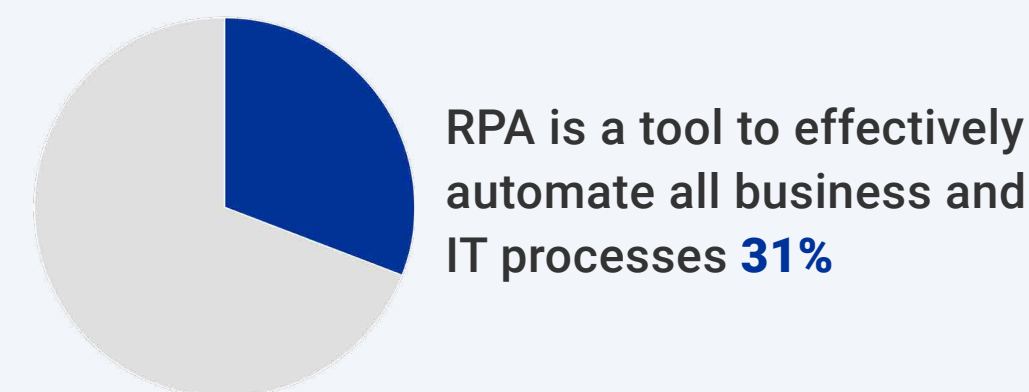 RPA is a tool to effectively
automate all business and
IT processes 31%